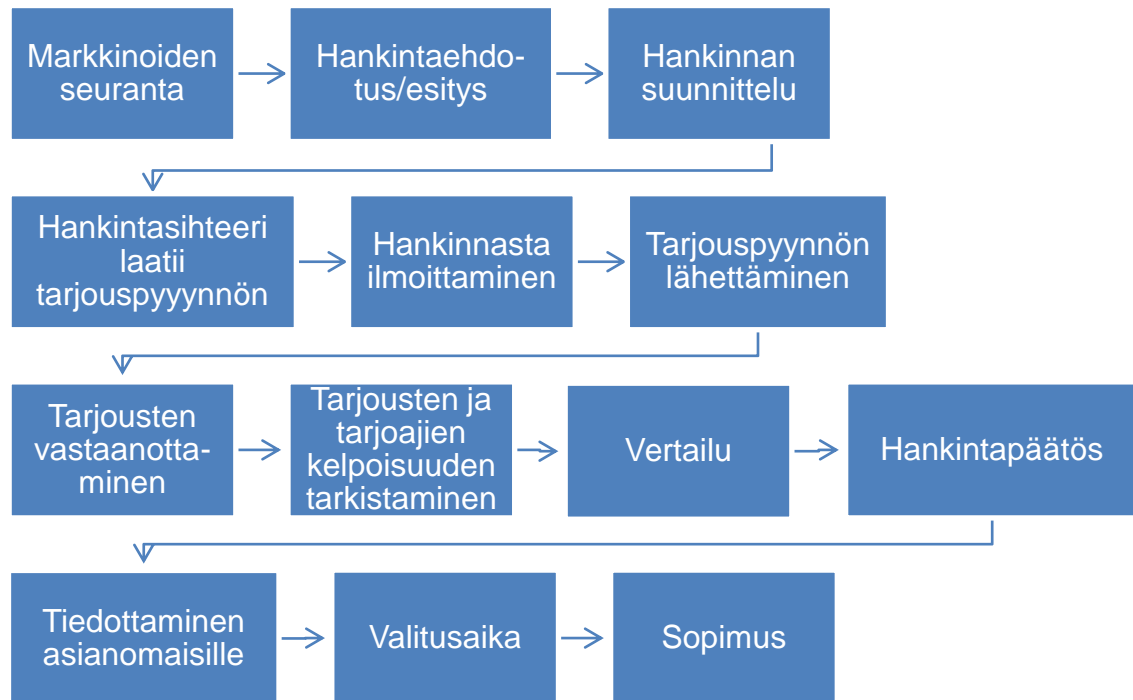 Markkinoiden
seuranta
Hankintaehdo-
tus/esitys
Hankinnan
suunnittelu
Hankintasihteeri
laatii
tarjouspyyynnön
Hankinnasta
ilmoittaminen
Tarjouspyynnön
lähettäminen
Tarjousten
vastaanotta-
minen
Tarjousten ja
tarjoajien
kelpoisuuden
tarkistaminen
Vertailu
Hankintapäätös
Tiedottaminen
asianomaisille
Valitusaika
Sopimus